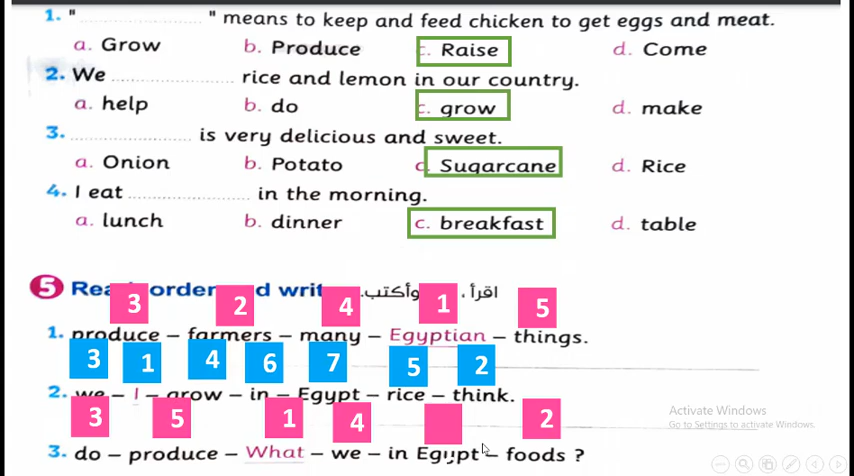 1. " .................... " means to keep and feed chicken to get eggs and meat.
a. Grow b. Produce c. Raise d. Come
2. We .................... rice and lemon in our country.
a. help b. do c. grow d. make
3. .................... is very delicious and sweet.
a. Onion b. Potato c. Sugarcane d. Rice
4. I eat .................... in the morning.
a. lunch b. dinner c. breakfast d. table
5 order اقرأ ، وأكتب.
3 2 4 1 5
1. produce – farmers – many – Egyptian – things.
3 1 4 6 7 5 2
2. we – I – grow – in – Egypt – rice – think.
3 5 1 4 2
3. do – produce – What – we – in Egypt – foods ?
Activate Windows
Go to Settings to activate Windows.